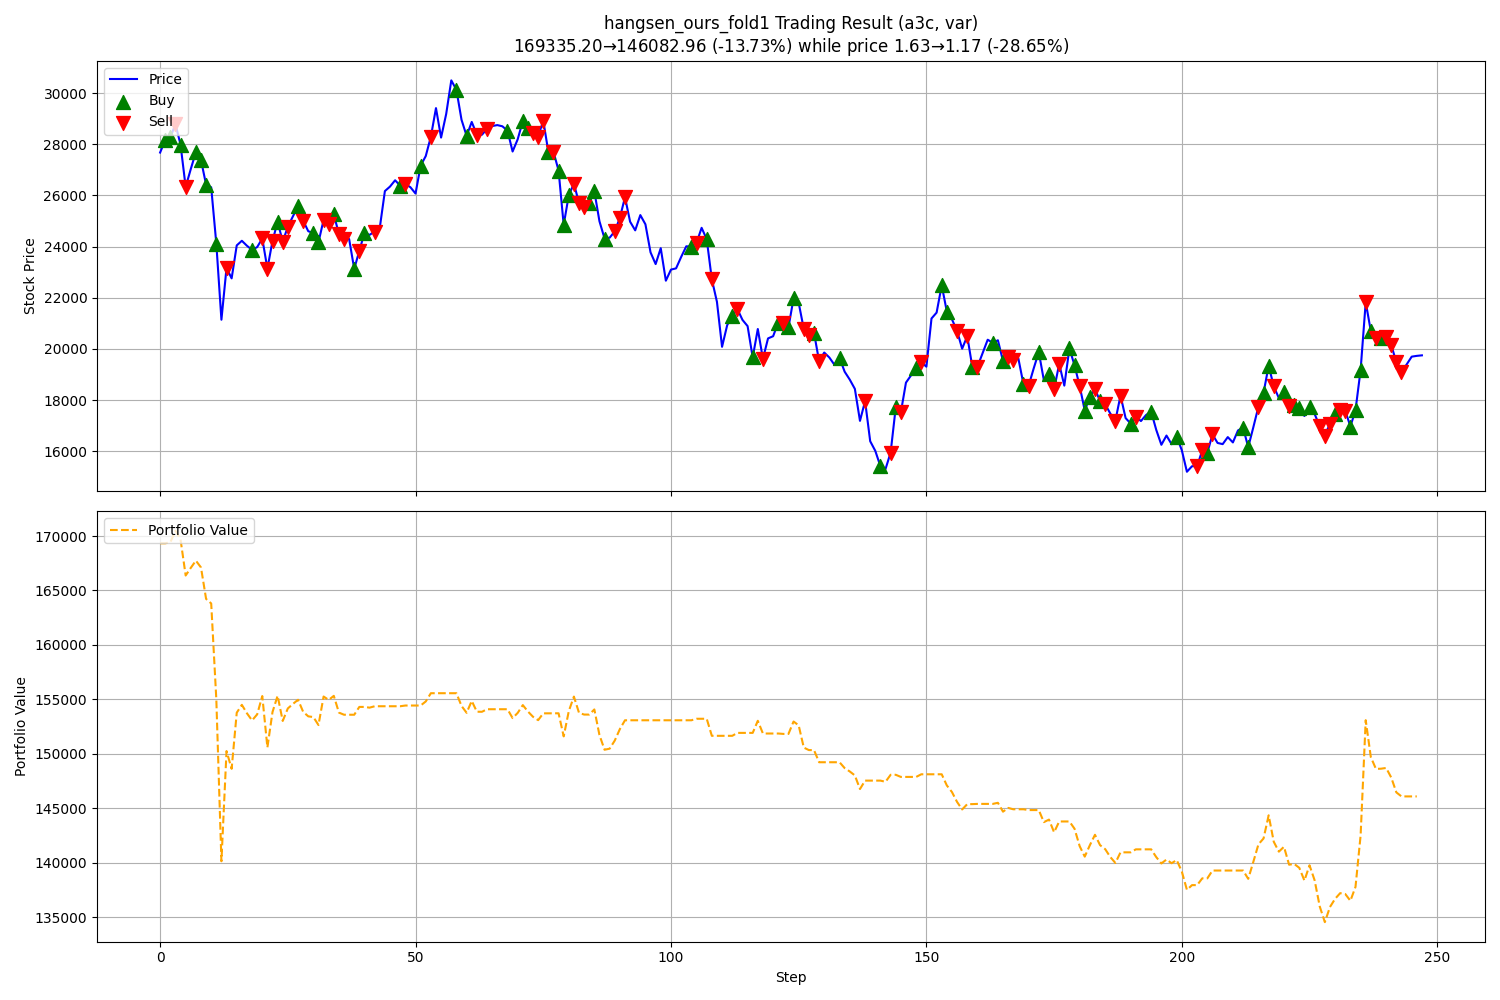 hangsen_ours_fold1 Trading Result (a3c, var)
169335.20→146082.96 (-13.73%) while price 1.63→1.17 (-28.65%)
Price
Buy
Sell
Stock Price
30000
28000
26000
24000
22000
20000
18000
16000
Portfolio Value
Portfolio Value
170000
165000
160000
155000
150000
145000
140000
135000
0
50
100
150
200
250
Step